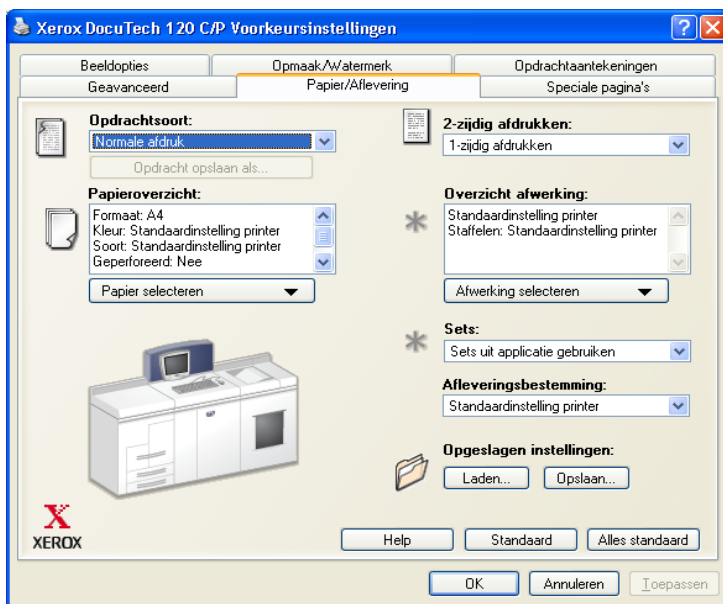 Xerox DocuTech 120 C/P Voorkeursinstellingen
Beeldopties
Opmaak/Watermerk
Opdrachtaantekeningen
Geavanceerd
Papier/Aflevering
Speciale pagina's
Opdrachtsoort:
Normale afdruk
Opdracht opslaan als...
Papieroverzicht:
Formaat: A4
Kleur: Standaardinstelling printer
Soort: Standaardinstelling printer
Geperforeerd: Nee
Papier selecteren
2-zijdig afdrukken:
1-zijdig afdrukken
Overzicht afwerking:
Standaardinstelling printer
Staffelen: Standaardinstelling printer
Afwerking selecteren
Sets:
Sets uit applicatie gebruiken
Afleveringsbestemming:
Standaardinstelling printer
Opgeslagen instellingen:
Laden...
Opslaan...
X
XEROX
Help
Standaard
Alles standaard
OK
Annuleren
Toepassen